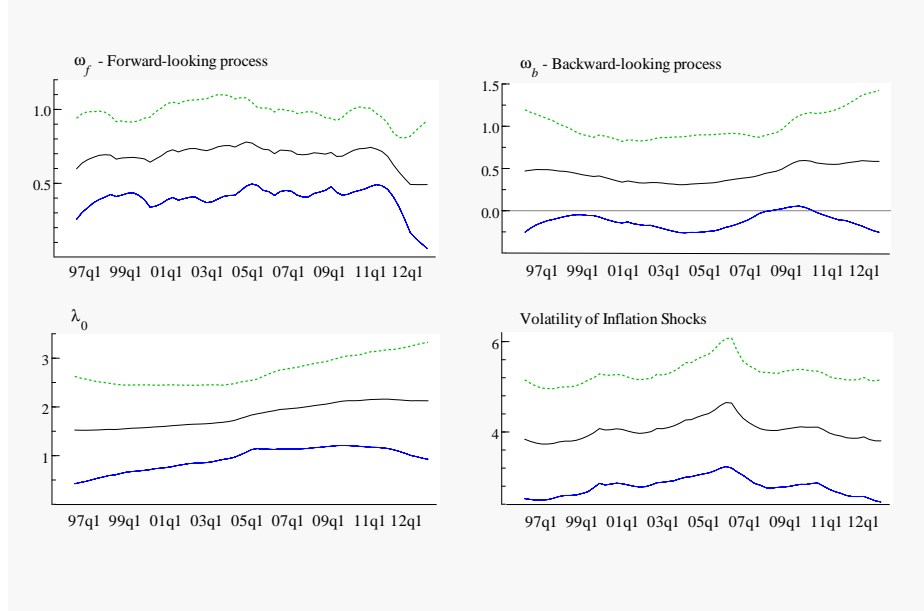 ω_f - Forward-looking process
1.0
0.5
97q1 99q1 01q1 03q1 05q1 07q1 09q1 11q1 12q1
ω_b - Backward-looking process
1.5
1.0
0.5
0.0
97q1 99q1 01q1 03q1 05q1 07q1 09q1 11q1 12q1
λ_0
3
2
1
97q1 99q1 01q1 03q1 05q1 07q1 09q1 11q1 12q1
Volatility of Inflation Shocks
6
4
97q1 99q1 01q1 03q1 05q1 07q1 09q1 11q1 12q1